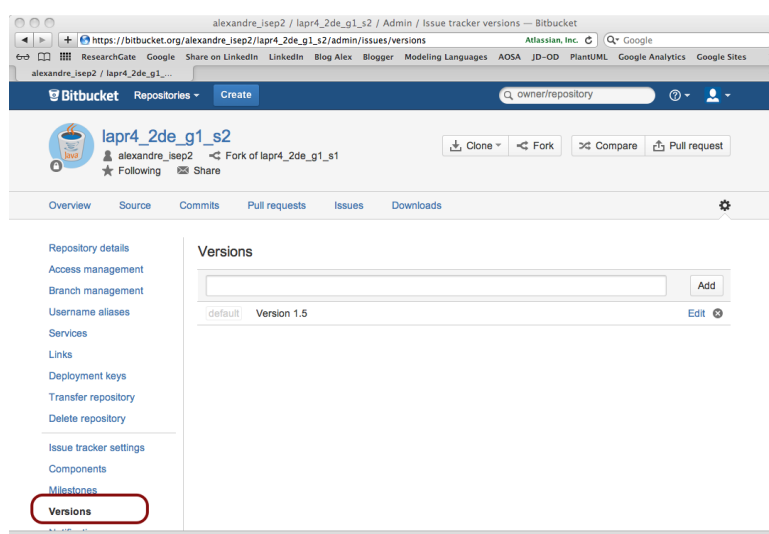 alexandre_isep2 / lapr4_2de_g1_s2 / Admin / Issue tracker versions — Bitbucket
https://bitbucket.org/alexandre_isep2/lapr4_2de_g1_s2/admin/issues/versions Atlassian, Inc. Google
ResearchGate Google Share on LinkedIn LinkedIn Blog Alex Blogger Modeling Languages AOSA JD-OD PlantUML Google Analytics Google Sites
alexandre_isep2 / lapr4_2de_g1_...
Bitbucket Repositories Create owner/repository
lapr4_2de_g1_s2
alexandre_isep2 Fork of lapr4_2de_g1_s1
Following Share
Java
Clone Fork Compare Pull request
Overview Source Commits Pull requests Issues Downloads
Repository details
Access management
Branch management
Username aliases
Services
Links
Deployment keys
Transfer repository
Delete repository
Issue tracker settings
Components
Milestones
Versions
Versions
Add
default Version 1.5 Edit